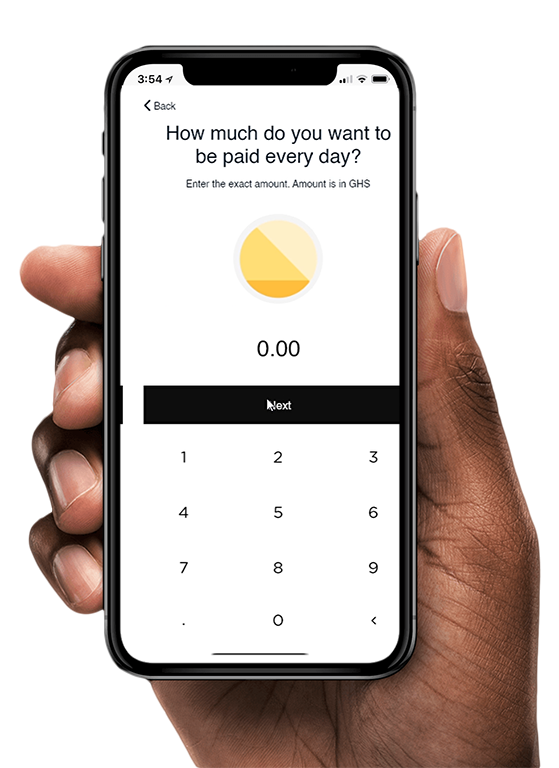 3:54
Back
How much do you want to
be paid every day?
Enter the exact amount. Amount is in GHS
0.00
Next
1 2 3
4 5 6
7 8 9
. 0 <